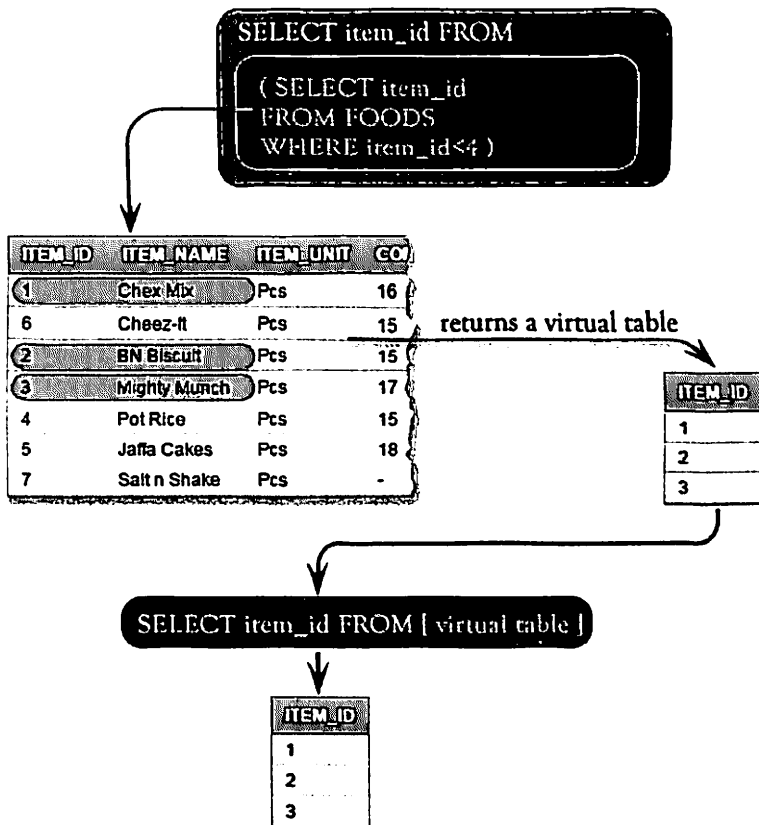 SELECT item_id FROM
( SELECT item_id
FROM FOODS
WHERE item_id<4 )
ITEM_ID ITEM_NAME ITEM_UNIT CO
1 Chex Mix Pcs 16
6 Cheez-It Pcs 15
2 BN Biscuit Pcs 15
3 Mighty Munch Pcs 17
4 Pot Rice Pcs 15
5 Jaffa Cakes Pcs 18
7 Salt n Shake Pcs -
returns a virtual table
ITEM_ID
1
2
3
SELECT item_id FROM [ virtual table ]
ITEM_ID
1
2
3